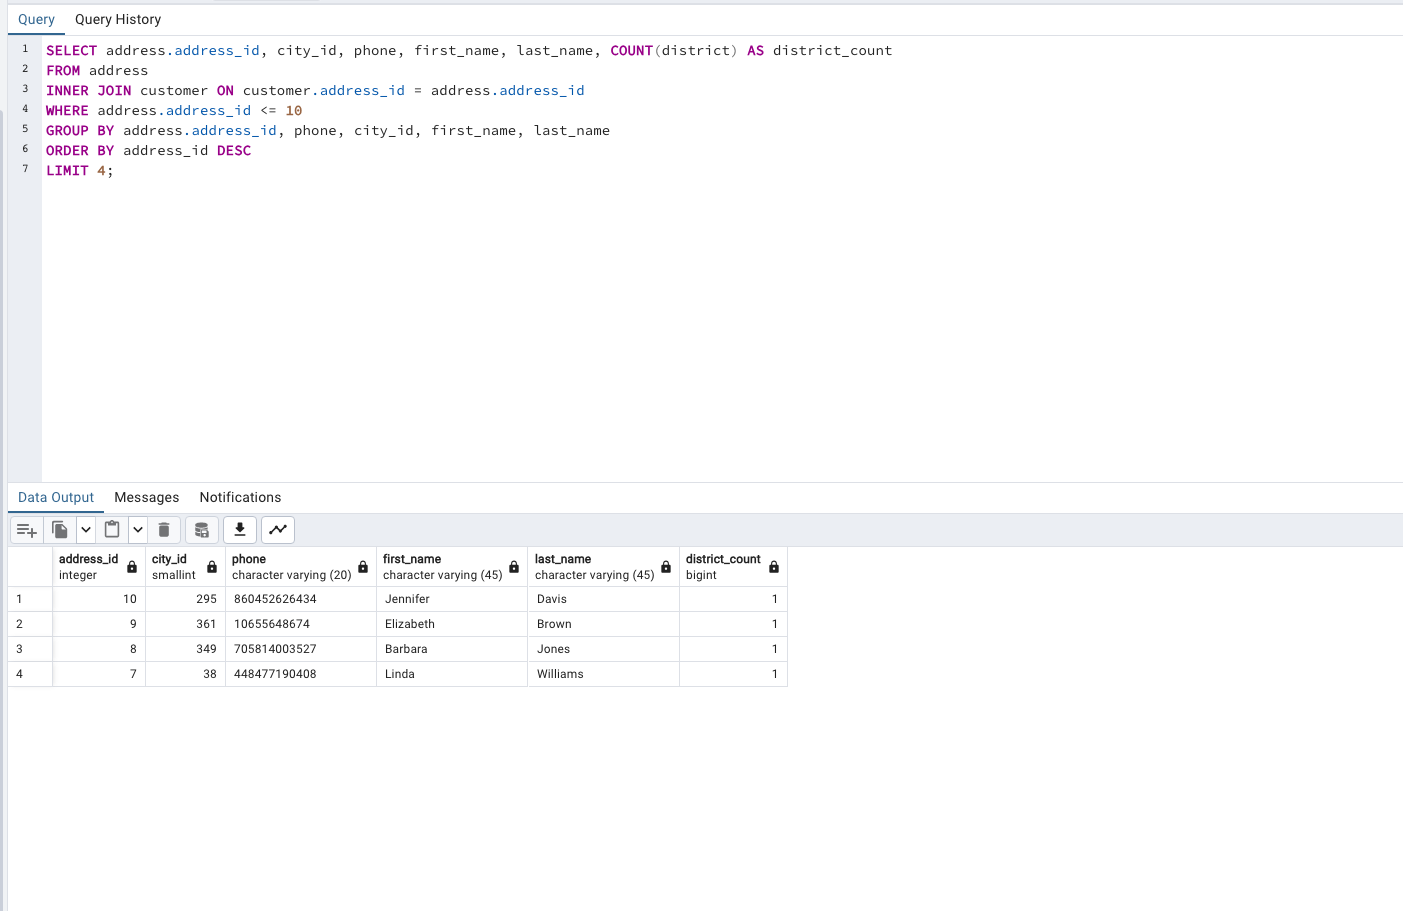 Query Query History
1 SELECT address.address_id, city_id, phone, first_name, last_name, COUNT(district) AS district_count
2 FROM address
3 INNER JOIN customer ON customer.address_id = address.address_id
4 WHERE address.address_id <= 10
5 GROUP BY address.address_id, phone, city_id, first_name, last_name
6 ORDER BY address_id DESC
7 LIMIT 4;
Data Output Messages Notifications
address_id city_id phone first_name last_name district_count
integer smallint character varying (20) character varying (45) character varying (45) bigint
1 10 295 860452626434 Jennifer Davis 1
2 9 361 10655648674 Elizabeth Brown 1
3 8 349 705814003527 Barbara Jones 1
4 7 38 448477190408 Linda Williams 1